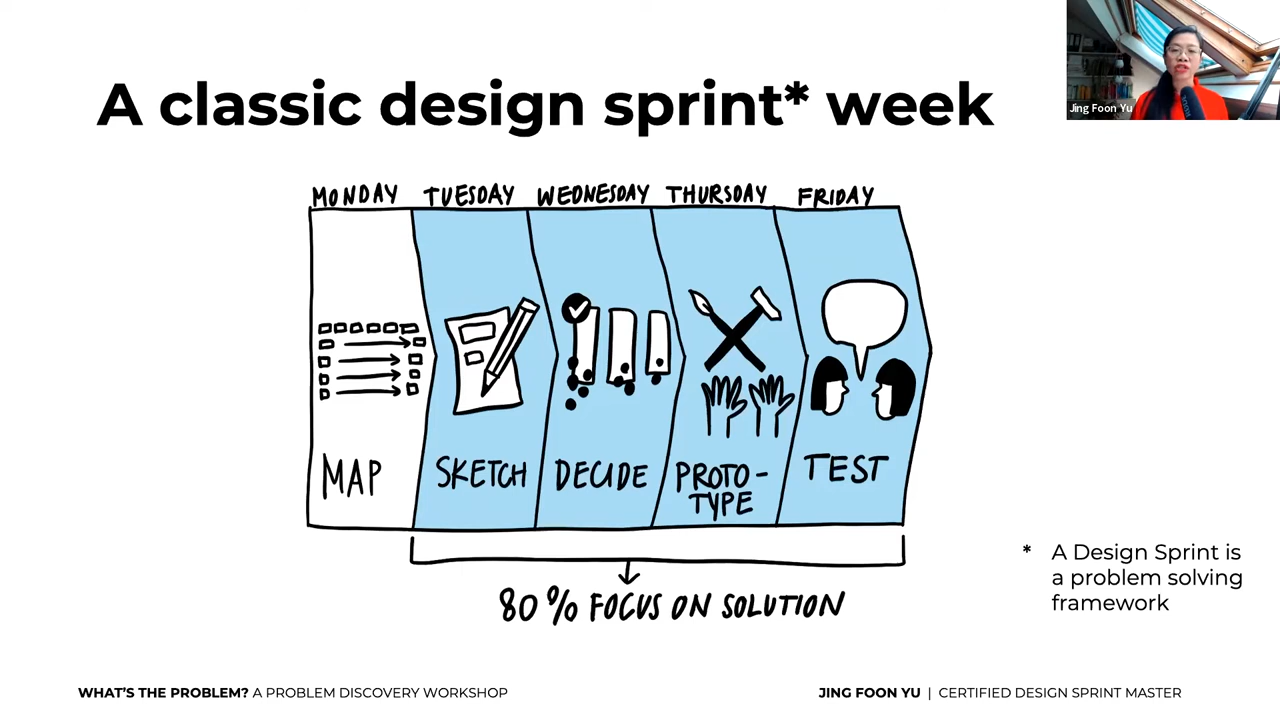 A classic design sprint* week
Jing Foon Yu
MONDAY TUESDAY WEDNESDAY THURSDAY FRIDAY
MAP SKETCH DECIDE PROTO-
TYPE TEST
80% FOCUS ON SOLUTION
* A Design Sprint is
a problem solving
framework
WHAT'S THE PROBLEM? A PROBLEM DISCOVERY WORKSHOP
JING FOON YU | CERTIFIED DESIGN SPRINT MASTER